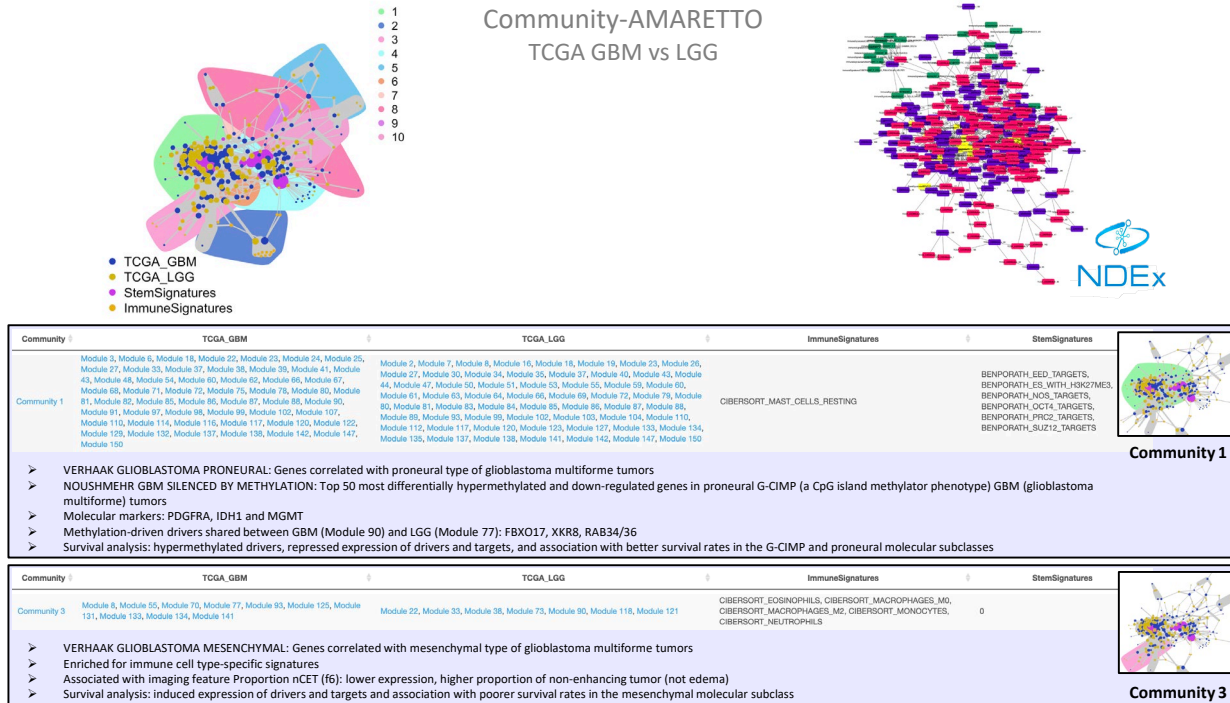 Community-AMARETTO
TCGA GBM vs LGG
1
2
3
4
5
6
7
8
9
10
TCGA_GBM
TCGA_LGG
StemSignatures
ImmuneSignatures
NDEx
Community TCGA_GBM TCGA_LGG ImmuneSignatures StemSignatures
Community 1
Module 3, Module 6, Module 18, Module 22, Module 23, Module 24, Module 25,
Module 27, Module 33, Module 37, Module 38, Module 39, Module 41, Module
43, Module 48, Module 54, Module 60, Module 62, Module 66, Module 67,
Module 68, Module 71, Module 72, Module 75, Module 78, Module 80, Module
81, Module 82, Module 85, Module 86, Module 87, Module 88, Module 90,
Module 91, Module 97, Module 98, Module 99, Module 102, Module 107,
Module 110, Module 114, Module 116, Module 117, Module 120, Module 122,
Module 129, Module 132, Module 137, Module 138, Module 142, Module 147,
Module 150
Module 2, Module 7, Module 8, Module 16, Module 18, Module 19, Module 23, Module 26,
Module 27, Module 30, Module 34, Module 35, Module 37, Module 40, Module 43, Module
44, Module 47, Module 50, Module 51, Module 53, Module 55, Module 59, Module 60,
Module 61, Module 63, Module 64, Module 66, Module 69, Module 72, Module 79, Module
80, Module 81, Module 83, Module 84, Module 85, Module 86, Module 87, Module 88,
Module 89, Module 93, Module 99, Module 102, Module 103, Module 104, Module 110,
Module 112, Module 117, Module 120, Module 123, Module 127, Module 133, Module 134,
Module 135, Module 137, Module 138, Module 141, Module 142, Module 147, Module 150
CIBERSORT_MAST_CELLS_RESTING
BENPORATH_EED_TARGETS,
BENPORATH_ES_WITH_H3K27ME3,
BENPORATH_NOS_TARGETS,
BENPORATH_OCT4_TARGETS,
BENPORATH_PRC2_TARGETS,
BENPORATH_SUZ12_TARGETS
Community 1
➢ VERHAAK GLIOBLASTOMA PRONEURAL: Genes correlated with proneural type of glioblastoma multiforme tumors
➢ NOUSHMEHR GBM SILENCED BY METHYLATION: Top 50 most differentially hypermethylated and down-regulated genes in proneural G-CIMP (a CpG island methylator phenotype) GBM (glioblastoma
multiforme) tumors
➢ Molecular markers: PDGFRA, IDH1 and MGMT
➢ Methylation-driven drivers shared between GBM (Module 90) and LGG (Module 77): FBXO17, XKR8, RAB34/36
➢ Survival analysis: hypermethylated drivers, repressed expression of drivers and targets, and association with better survival rates in the G-CIMP and proneural molecular subclasses
Community TCGA_GBM TCGA_LGG ImmuneSignatures StemSignatures
Community 3
Module 8, Module 55, Module 70, Module 77, Module 93, Module 125, Module
131, Module 133, Module 134, Module 141
Module 22, Module 33, Module 38, Module 73, Module 90, Module 118, Module 121
CIBERSORT_EOSINOPHILS, CIBERSORT_MACROPHAGES_M0,
CIBERSORT_MACROPHAGES_M2, CIBERSORT_MONOCYTES,
CIBERSORT_NEUTROPHILS
0
➢ VERHAAK GLIOBLASTOMA MESENCHYMAL: Genes correlated with mesenchymal type of glioblastoma multiforme tumors
➢ Enriched for immune cell type-specific signatures
➢ Associated with imaging feature Proportion nCET (f6): lower expression, higher proportion of non-enhancing tumor (not edema)
➢ Survival analysis: induced expression of drivers and targets and association with poorer survival rates in the mesenchymal molecular subclass
Community 3